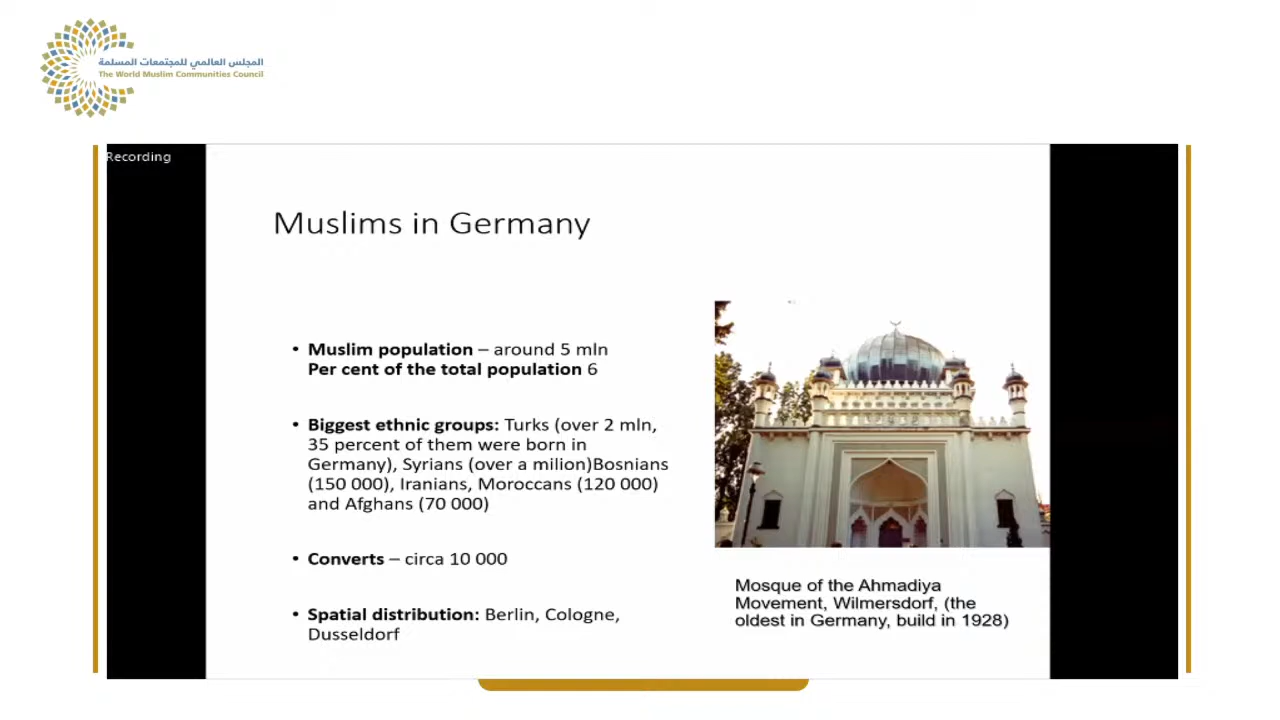 المجلس العالمي للمجتمعات المسلمة
The World Muslim Communities Council
Recording
Muslims in Germany
• Muslim population – around 5 mln
Per cent of the total population 6
• Biggest ethnic groups: Turks (over 2 mln,
35 percent of them were born in
Germany), Syrians (over a milion)Bosnians
(150 000), Iranians, Moroccans (120 000)
and Afghans (70 000)
• Converts – circa 10 000
• Spatial distribution: Berlin, Cologne,
Dusseldorf
Mosque of the Ahmadiya
Movement, Wilmersdorf, (the
oldest in Germany, build in 1928)